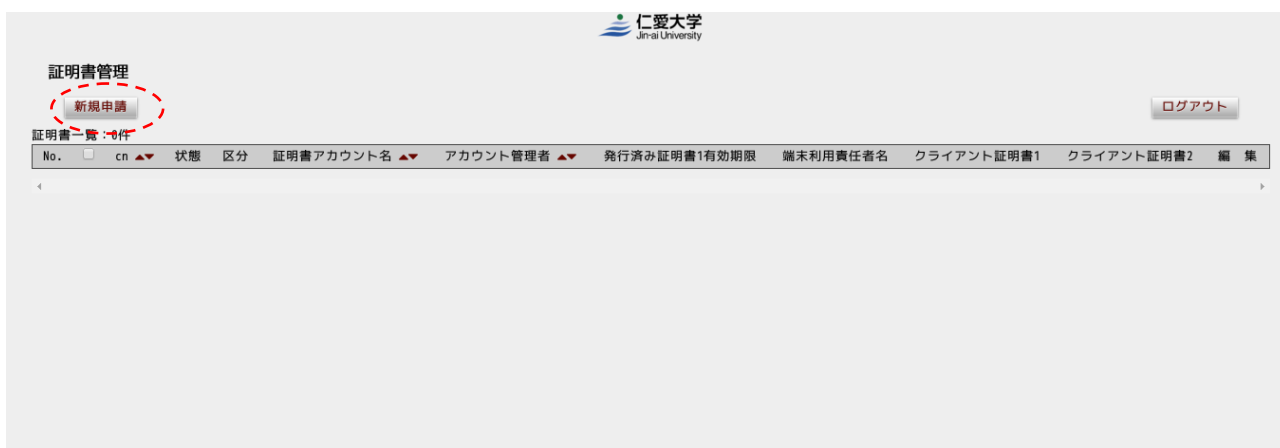 仁愛大学
Jin-ai University
証明書管理
新規申請
ログアウト
証明書一覧：0件
No. cn ▲▼ 状態 区分 証明書アカウント名 ▲▼ アカウント管理者 ▲▼ 発行済み証明書1有効期限 端末利用責任者名 クライアント証明書1 クライアント証明書2 編 集